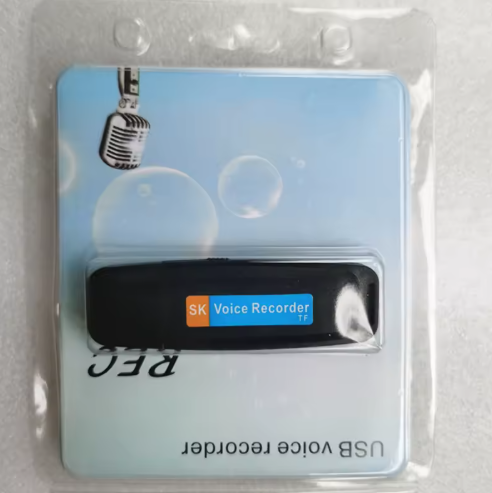 SK Voice Recorder
TF
REC
USB voice recorder